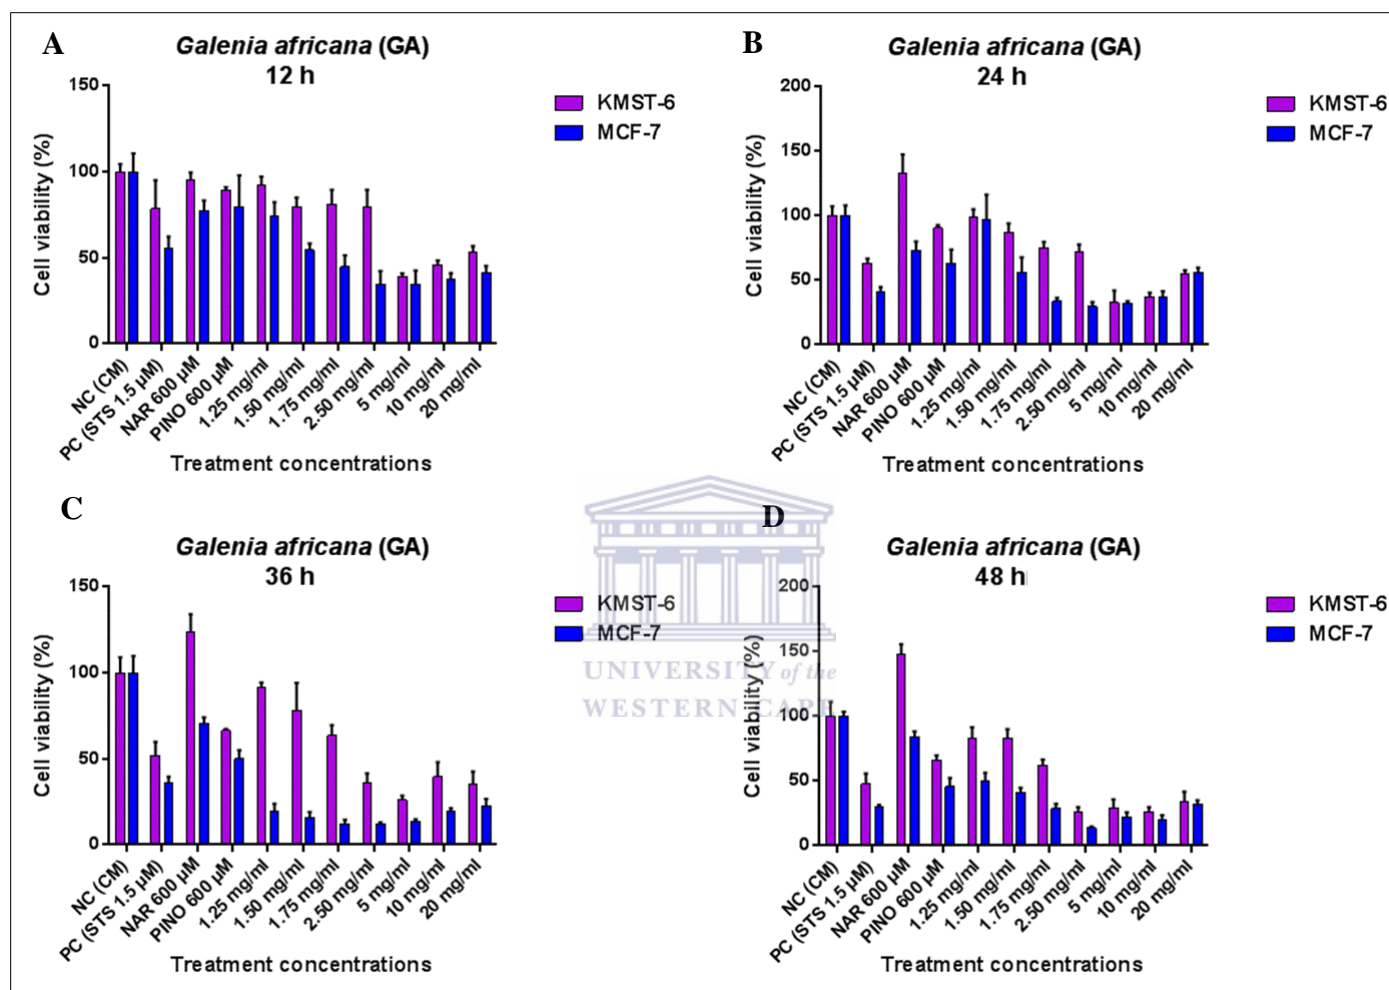 A
Galenia africana (GA)
12 h
150
100
50
0
Cell viability (%)
KMST-6
MCF-7
NC (CM)
PC (STS 1.5 µM)
NAR 600 µM
PINO 600 µM
1.25 mg/ml
1.50 mg/ml
1.75 mg/ml
2.50 mg/ml
5 mg/ml
10 mg/ml
20 mg/ml
Treatment concentrations
B
Galenia africana (GA)
24 h
200
150
100
50
0
Cell viability (%)
KMST-6
MCF-7
NC (CM)
PC (STS 1.5 µM)
NAR 600 µM
PINO 600 µM
1.25 mg/ml
1.50 mg/ml
1.75 mg/ml
2.50 mg/ml
5 mg/ml
10 mg/ml
20 mg/ml
Treatment concentrations
C
Galenia africana (GA)
36 h
150
100
50
0
Cell viability (%)
KMST-6
MCF-7
NC (CM)
PC (STS 1.5 µM)
NAR 600 µM
PINO 600 µM
1.25 mg/ml
1.50 mg/ml
1.75 mg/ml
2.50 mg/ml
5 mg/ml
10 mg/ml
20 mg/ml
Treatment concentrations
UNIVERSITY of the
WESTERN CAPE
D
Galenia africana (GA)
48 h
200
150
100
50
0
Cell viability (%)
KMST-6
MCF-7
NC (CM)
PC (STS 1.5 µM)
NAR 600 µM
PINO 600 µM
1.25 mg/ml
1.50 mg/ml
1.75 mg/ml
2.50 mg/ml
5 mg/ml
10 mg/ml
20 mg/ml
Treatment concentrations